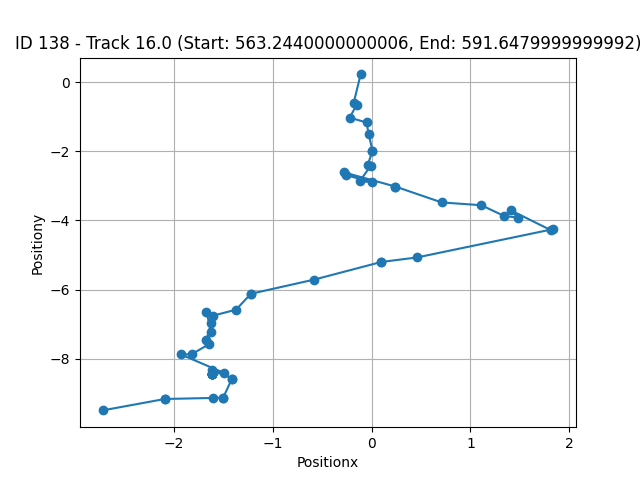 ID 138 - Track 16.0 (Start: 563.2440000000006, End: 591.6479999999992)
0
−2
−4
−6
−8
Positiony
−2 −1 0 1 2
Positionx